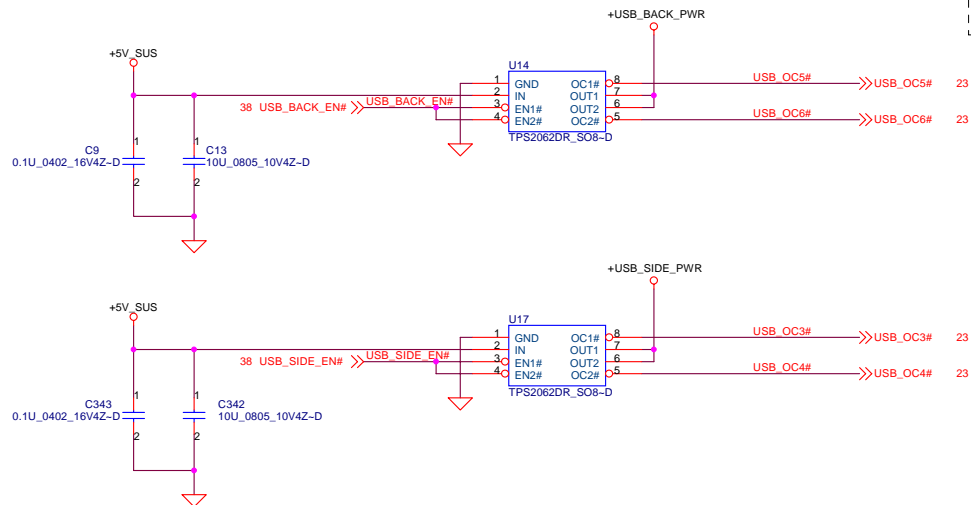 +USB_BACK_PWR
+5V_SUS
U14
1 GND OC1# 8 USB_OC5# USB_OC5# 23
2 IN OUT1 7
38 USB_BACK_EN# USB_BACK_EN# 3 EN1# OUT2 6
4 EN2# OC2# 5 USB_OC6# USB_OC6# 23
TPS2062DR_SO8~D
1 1
C9 C13
0.1U_0402_16V4Z~D 10U_0805_10V4Z~D
2 2
+USB_SIDE_PWR
+5V_SUS
U17
1 GND OC1# 8 USB_OC3# USB_OC3# 23
2 IN OUT1 7
38 USB_SIDE_EN# USB_SIDE_EN# 3 EN1# OUT2 6
4 EN2# OC2# 5 USB_OC4# USB_OC4# 23
TPS2062DR_SO8~D
1 1
C343 C342
0.1U_0402_16V4Z~D 10U_0805_10V4Z~D
2 2